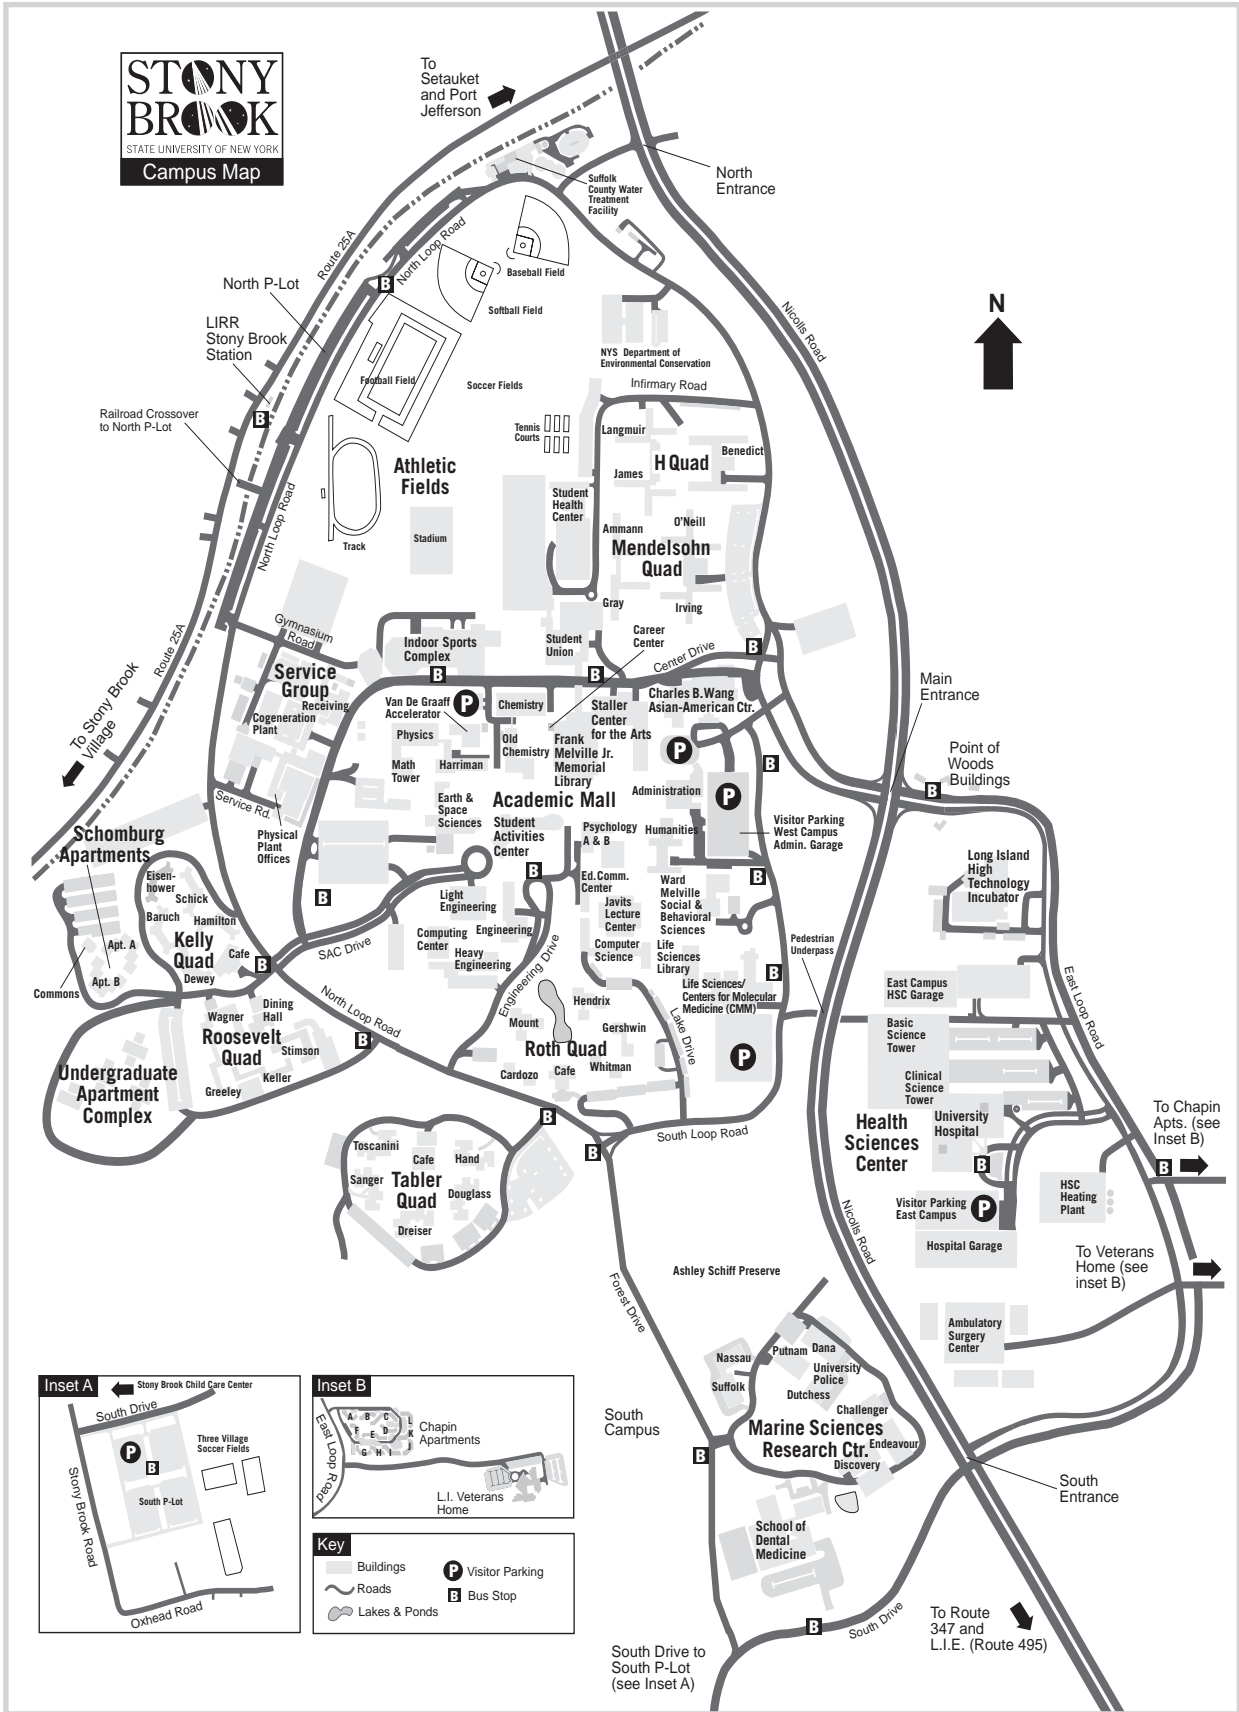 STONY
BROOK
STATE UNIVERSITY OF NEW YORK
Campus Map
To
Setauket
and Port
Jefferson
North
Entrance
Suffolk
County Water
Treatment
Facility
Route 25A
North Loop Road
Baseball Field
North P-Lot
B
Softball Field
Nicolls Road
N
LIRR
Stony Brook
Station
NYS Department of
Environmental Conservation
Football Field
Soccer Fields
Infirmary Road
Railroad Crossover
to North P-Lot
B
Tennis
Courts
Langmuir
Benedict
H Quad
James
Athletic
Fields
Student
Health
Center
North Loop Road
Track
Stadium
Ammann
O'Neill
Mendelsohn
Quad
Gray
Irving
Gymnasium
Road
Route 25A
Indoor Sports
Complex
B
Student
Union
Career
Center
B
Center Drive
B
Service
Group
Receiving
Cogeneration
Plant
Main
Entrance
To Stony Brook
Village
Van De Graaff
Accelerator
P
Chemistry
Staller
Center
for the Arts
Charles B.Wang
Asian-American Ctr.
Physics
Old
Chemistry
Frank
Melville Jr.
Memorial
Library
P
Math
Tower
Harriman
B
Point of
Woods
Buildings
B
Service Rd.
Physical
Plant
Offices
Earth &
Space
Sciences
Academic Mall
Administration
P
Student
Activities
Center
Psychology
A & B
Humanities
Visitor Parking
West Campus
Admin. Garage
Schomburg
Apartments
Eisen-
hower
Schick
Baruch
Hamilton
Kelly
Quad
Cafe
Dewey
B
Apt. A
Apt. B
Commons
B
SAC Drive
B
Light
Engineering
Computing
Center
Engineering
Heavy
Engineering
Ed.Comm.
Center
Javits
Lecture
Center
Computer
Science
Ward
Melville
Social &
Behavioral
Sciences
B
Life
Sciences
Library
Pedestrian
Underpass
B
Life Sciences/
Centers for Molecular
Medicine (CMM)
Long Island
High
Technology
Incubator
East Campus
HSC Garage
East Loop Road
Wagner
Dining
Hall
Roosevelt
Quad
Stimson
Keller
Greeley
North Loop Road
B
Undergraduate
Apartment
Complex
Engineering Drive
Hendrix
Mount
Gershwin
Roth Quad
Cardozo
Cafe
Whitman
Lake Drive
P
Basic
Science
Tower
Clinical
Science
Tower
University
Hospital
Health
Sciences
Center
B
B
B
South Loop Road
To Chapin
Apts. (see
Inset B)
B
Toscanini
Cafe
Hand
Sanger
Tabler
Quad
Douglass
Dreiser
Visitor Parking
East Campus
P
HSC
Heating
Plant
Hospital Garage
To Veterans
Home (see
inset B)
Nicolls Road
Ashley Schiff Preserve
Forest Drive
Ambulatory
Surgery
Center
Nassau
Suffolk
Putnam
Dana
University
Police
Dutchess
Challenger
Marine Sciences
Research Ctr.
Endeavour
Discovery
South
Campus
B
South
Entrance
School of
Dental
Medicine
B
South Drive
To Route
347 and
L.I.E. (Route 495)
South Drive to
South P-Lot
(see Inset A)
Inset A
Stony Brook Child Care Center
South Drive
P
B
Three Village
Soccer Fields
South P-Lot
Stony Brook Road
Oxhead Road
Inset B
A
B
C
L
F
E
D
K
G
H
I
J
East Loop Road
Chapin
Apartments
L.I. Veterans
Home
Key
Buildings
Roads
Lakes & Ponds
P
Visitor Parking
B
Bus Stop